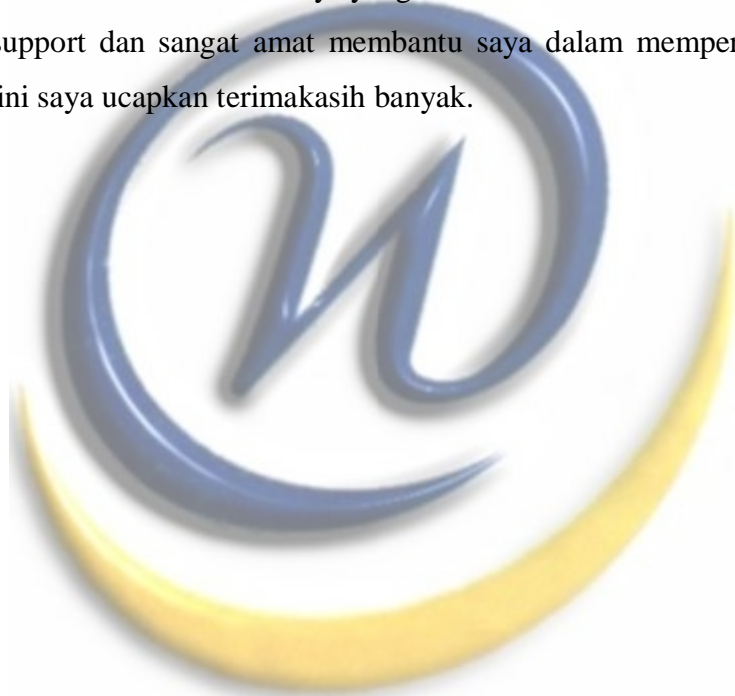 support dan sangat amat membantu saya dalam memper
ini saya ucapkan terimakasih banyak.